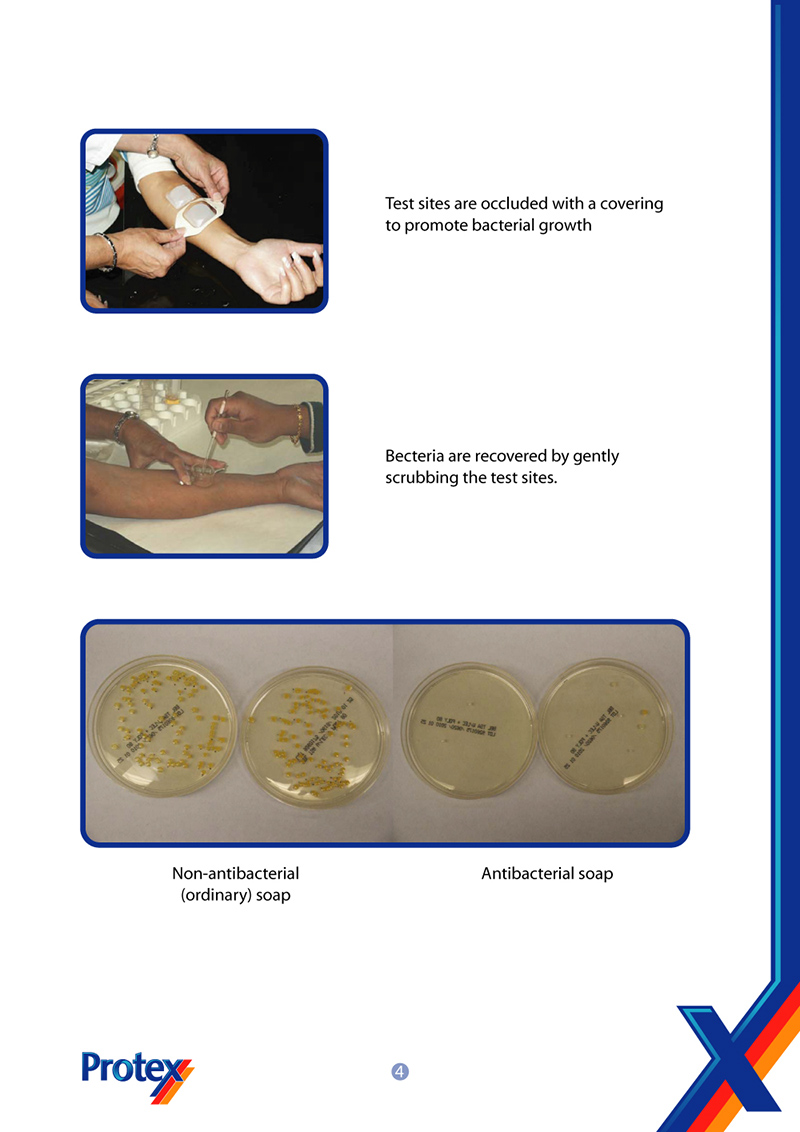 Test sites are occluded with a covering
to promote bacterial growth
Becteria are recovered by gently
scrubbing the test sites.
Non-antibacterial
(ordinary) soap
Antibacterial soap
Protex
4
X